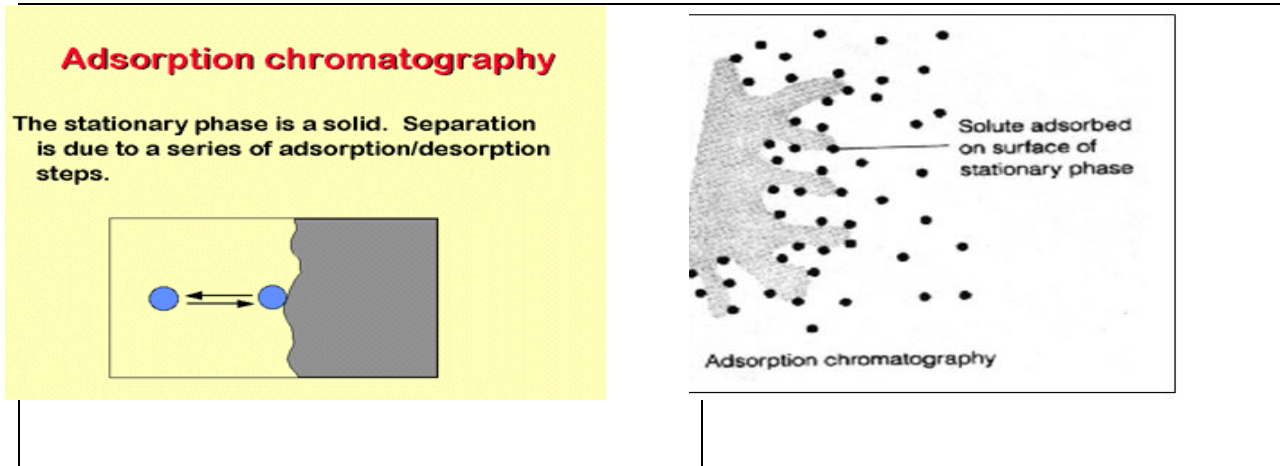 Adsorption chromatography
The stationary phase is a solid. Separation
is due to a series of adsorption/desorption
steps.
Solute adsorbed
on surface of
stationary phase
Adsorption chromatography